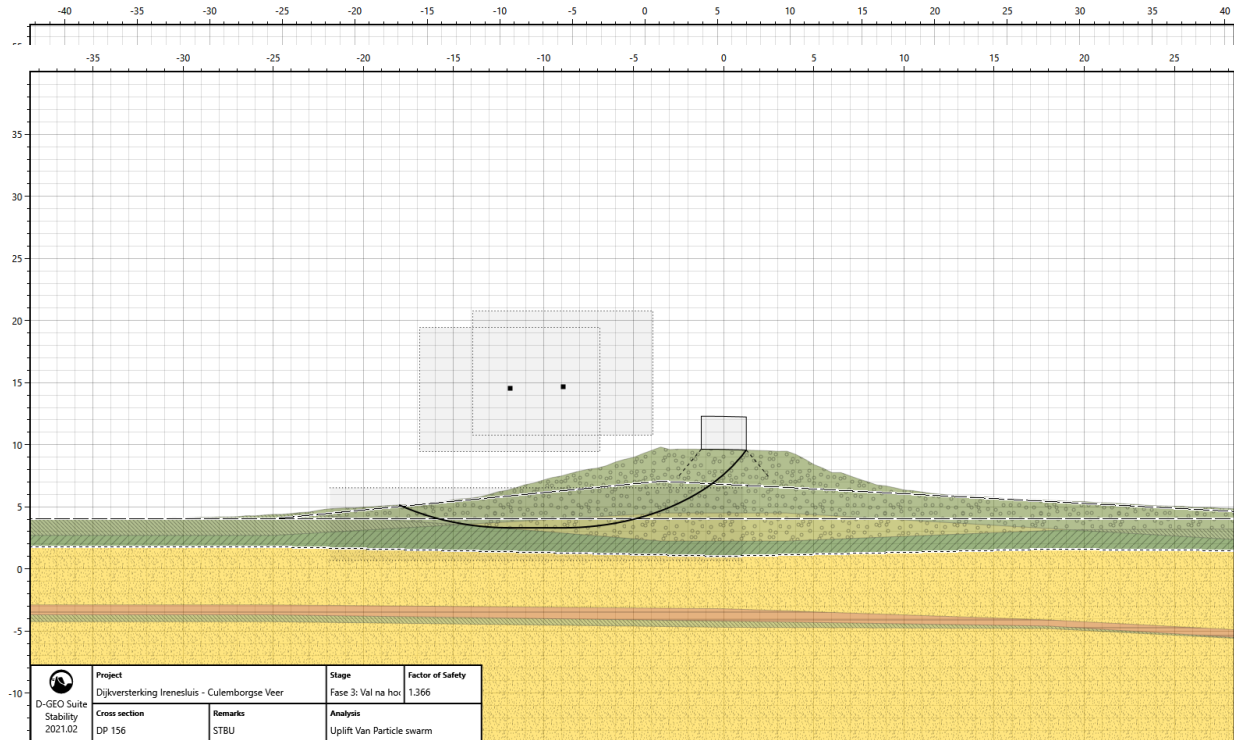 -40 -35 -30 -25 -20 -15 -10 -5 0 5 10 15 20 25 30 35 40
-35 -30 -25 -20 -15 -10 -5 0 5 10 15 20 25
35
30
25
20
15
10
5
0
-5
-10
Project
Stage
Factor of Safety
Dijkversterking Irenesluis - Culemborgse Veer
Fase 3: Val na
1.366
D-GEO Suite
Stability
2021.02
Cross section
Remarks
Analysis
DP 156
STBU
Uplift Van Particle swarm